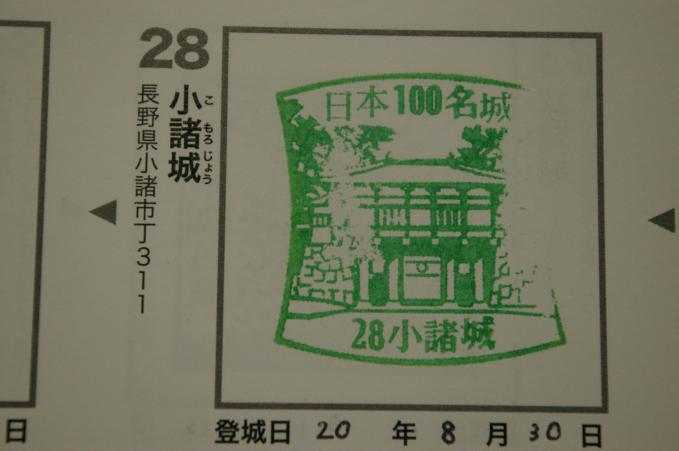 28
小諸城
こ もろ じょう
長野県小諸市丁311
日本100名城
28小諸城
登城日 20 年 8 月 30 日
日